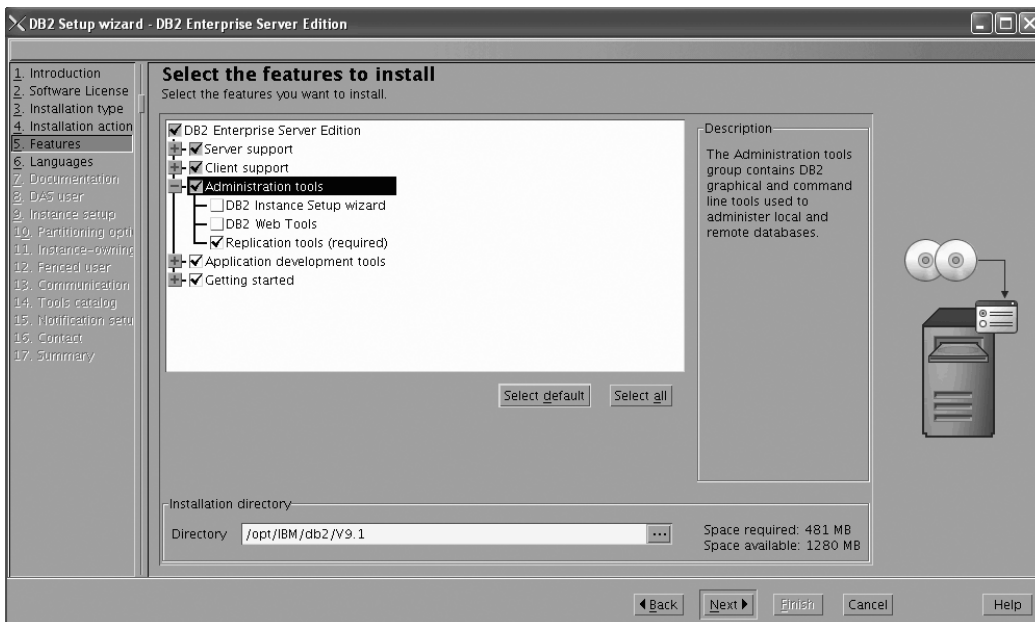 DB2 Setup wizard - DB2 Enterprise Server Edition
1. Introduction
2. Software License
3. Installation type
4. Installation action
5. Features
6. Languages
7. Documentation
8. DAS user
9. Instance setup
10. Partitioning opti
11. Instance-owning
12. Fenced user
13. Communication
14. Tools catalog
15. Notification setu
16. Contact
17. Summary
Select the features to install
Select the features you want to install.
DB2 Enterprise Server Edition
Server support
Client support
Administration tools
DB2 Instance Setup wizard
DB2 Web Tools
Replication tools (required)
Application development tools
Getting started
Select default
Select all
Description
The Administration tools
group contains DB2
graphical and command
line tools used to
administer local and
remote databases.
Installation directory
Directory
/opt/IBM/db2/V9.1
...
Space required: 481 MB
Space available: 1280 MB
Back
Next
Finish
Cancel
Help